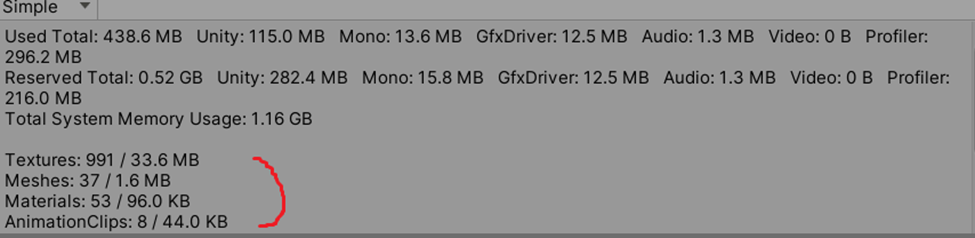 Simple
Used Total: 438.6 MB Unity: 115.0 MB Mono: 13.6 MB GfxDriver: 12.5 MB Audio: 1.3 MB Video: 0 B Profiler:
296.2 MB
Reserved Total: 0.52 GB Unity: 282.4 MB Mono: 15.8 MB GfxDriver: 12.5 MB Audio: 1.3 MB Video: 0 B Profiler:
216.0 MB
Total System Memory Usage: 1.16 GB
Textures: 991 / 33.6 MB
Meshes: 37 / 1.6 MB
Materials: 53 / 96.0 KB
AnimationClips: 8 / 44.0 KB